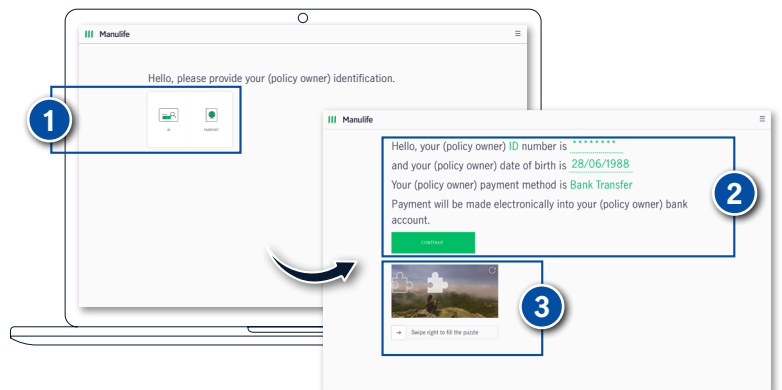 Manulife
Hello, please provide your (policy owner) identification.
1
ID
PASSPORT
Manulife
Hello, your (policy owner) ID number is ********
and your (policy owner) date of birth is 28/06/1988
Your (policy owner) payment method is Bank Transfer
Payment will be made electronically into your (policy owner) bank
account.
CONTINUE
2
3
Swipe right to fill the puzzle